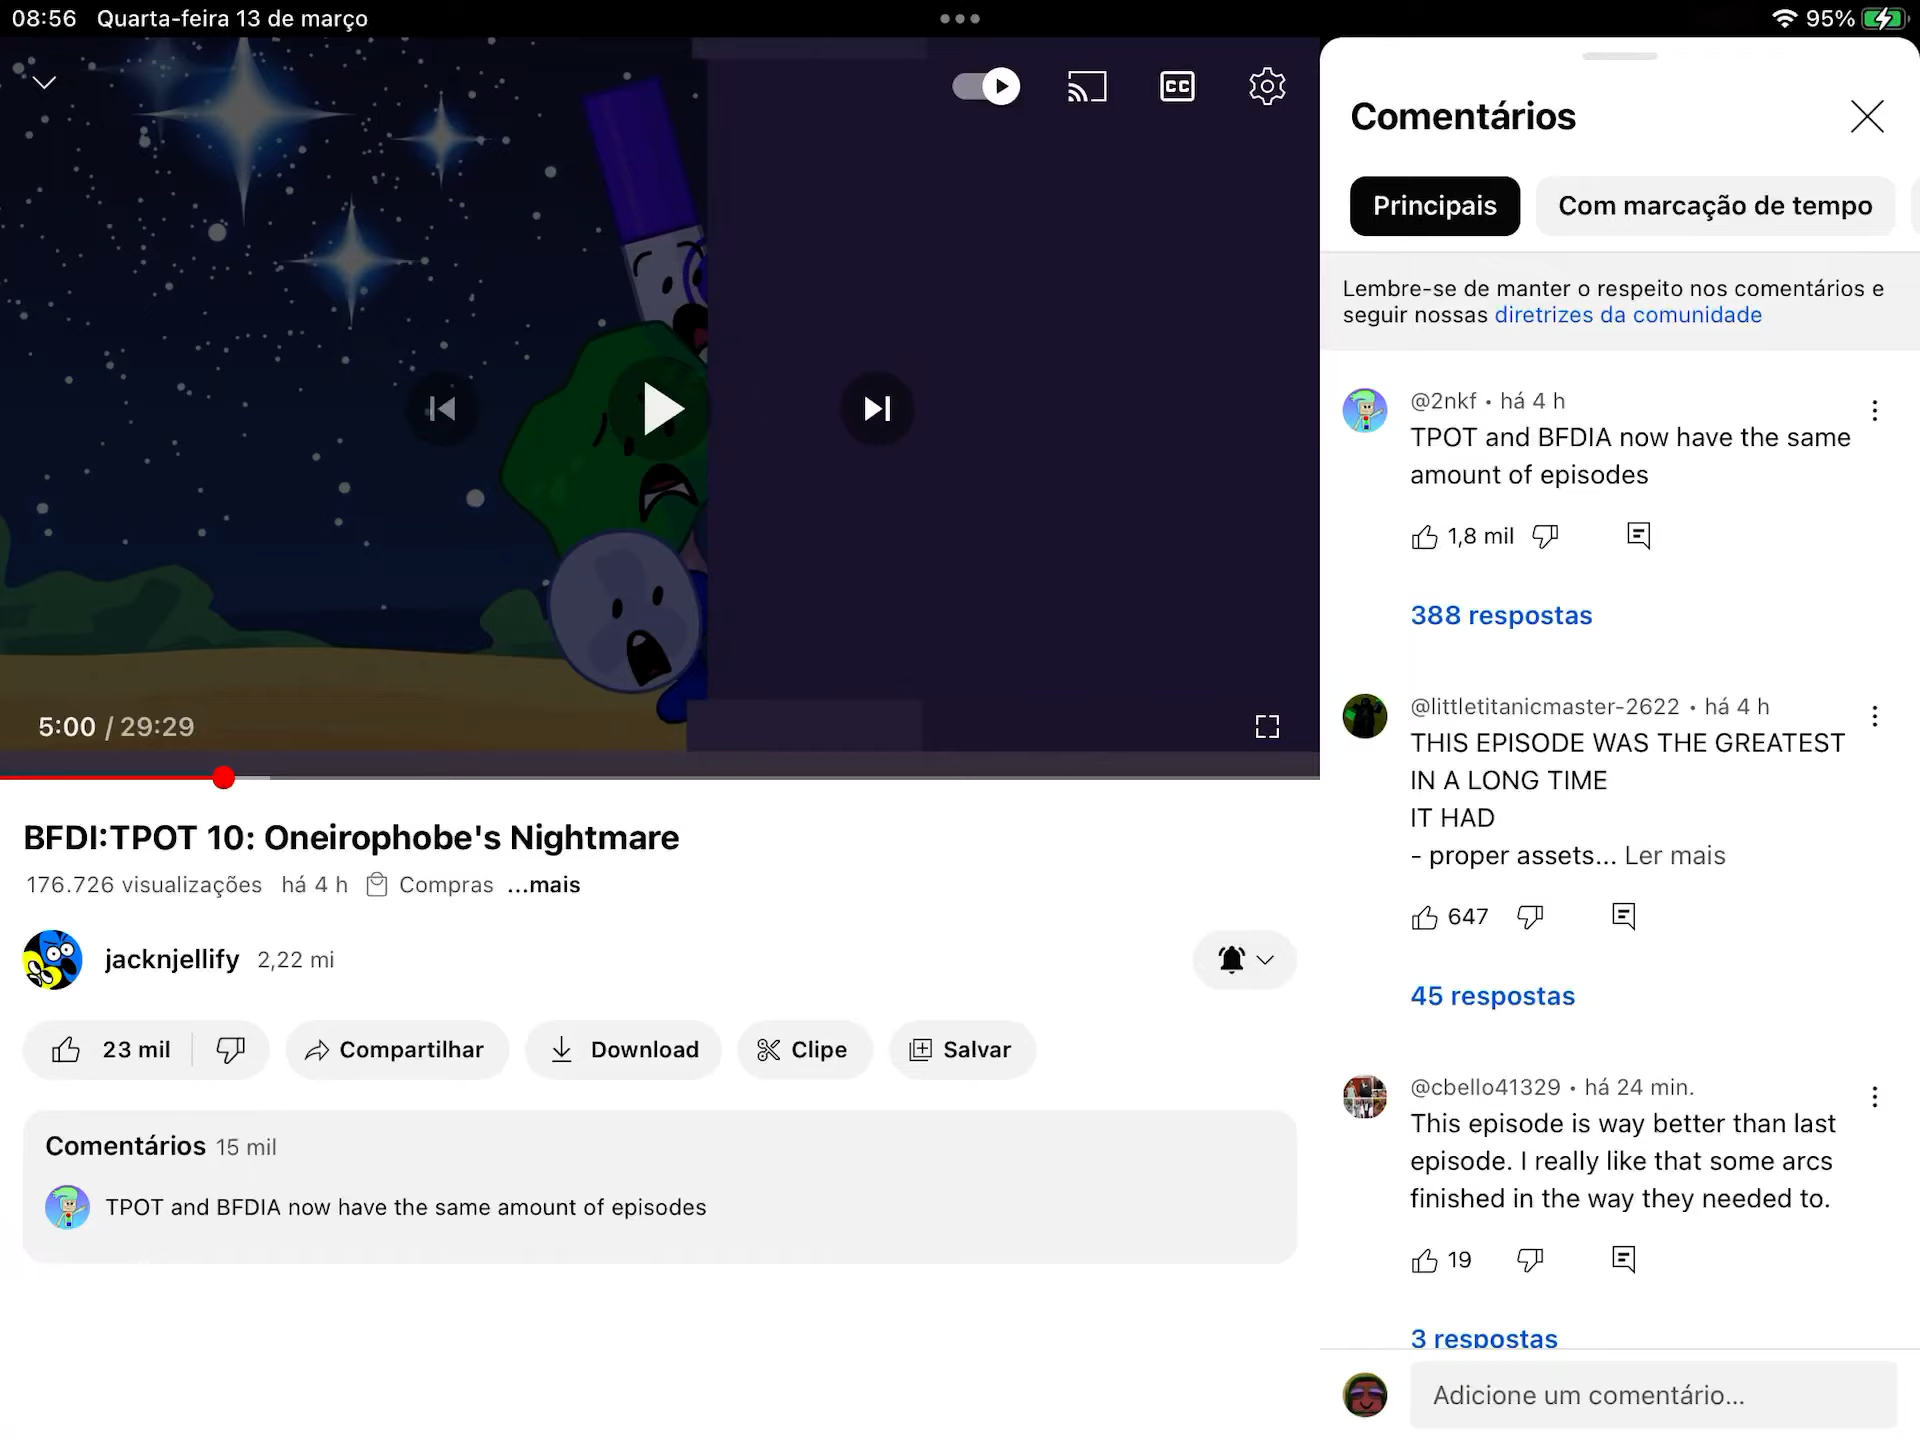 08:56 Quarta-feira 13 de março
95%
CC
5:00 / 29:29
BFDI:TPOT 10: Oneirophobe's Nightmare
176.726 visualizações há 4 h Compras ...mais
jacknjellify 2,22 mi
23 mil Compartilhar Download Clipe Salvar
Comentários 15 mil
TPOT and BFDIA now have the same amount of episodes
Comentários
Principais Com marcação de tempo
Lembre-se de manter o respeito nos comentários e
seguir nossas diretrizes da comunidade
@2nkf • há 4 h
TPOT and BFDIA now have the same
amount of episodes
1,8 mil
388 respostas
@littletitanicmaster-2622 • há 4 h
THIS EPISODE WAS THE GREATEST
IN A LONG TIME
IT HAD
- proper assets... Ler mais
647
45 respostas
@cbello41329 • há 24 min.
This episode is way better than last
episode. I really like that some arcs
finished in the way they needed to.
19
3 respostas
Adicione um comentário...